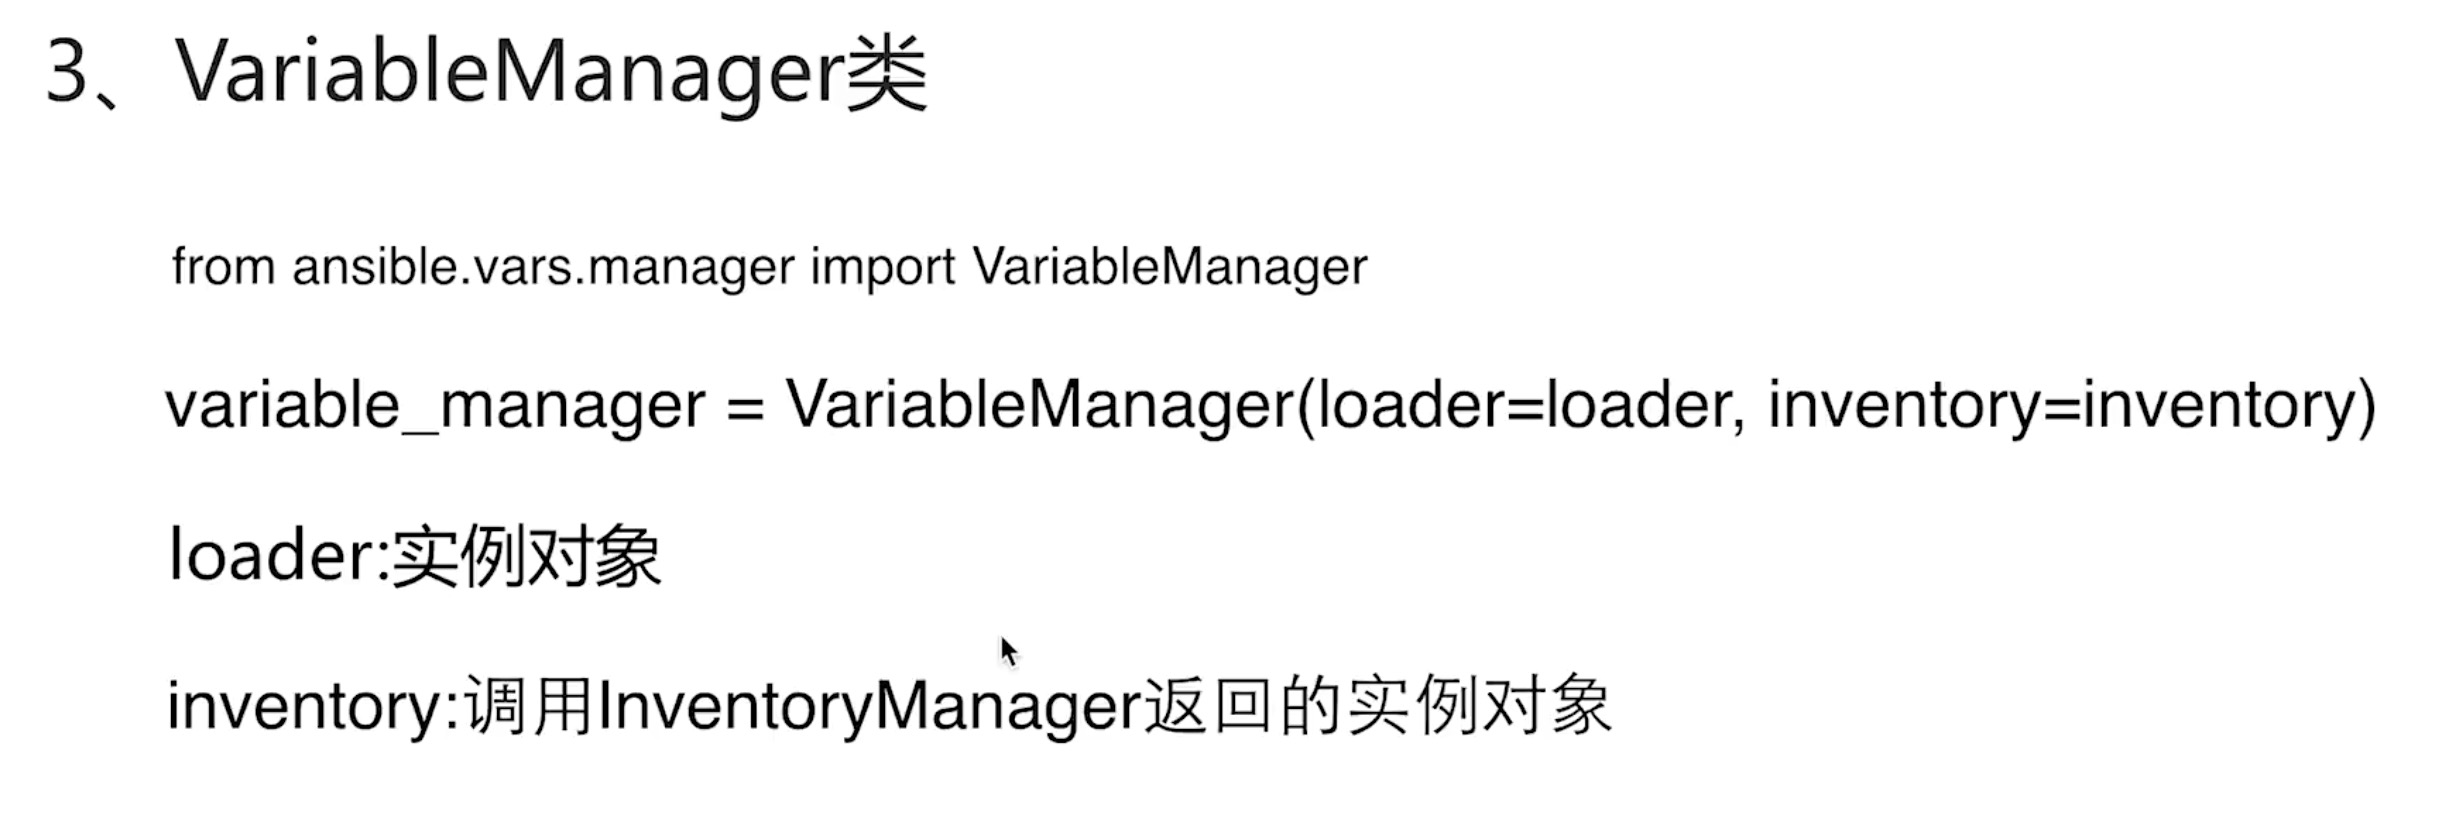 3、VariableManager类
from ansible.vars.manager import VariableManager
variable_manager = VariableManager(loader=loader, inventory=inventory)
loader:实例对象
inventory:调用InventoryManager返回的实例对象